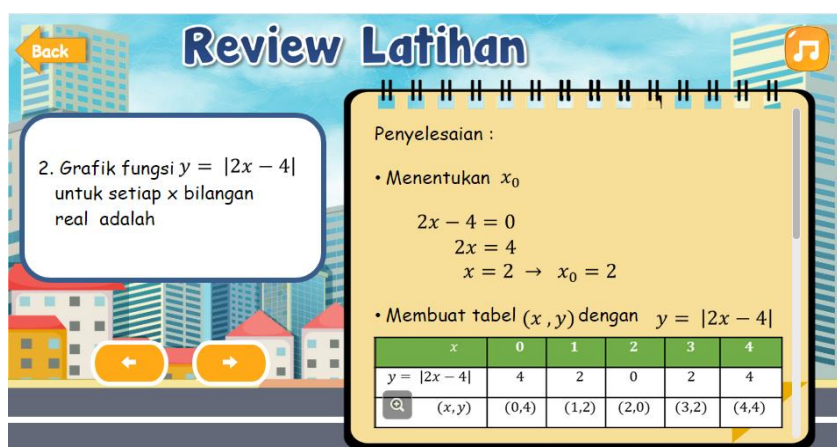 Back
Review Latihan
2. Grafik fungsi y = |2x − 4|
untuk setiap x bilangan
real adalah
Penyelesaian :
• Menentukan x₀
2x − 4 = 0
2x = 4
x = 2 → x₀ = 2
• Membuat tabel (x , y) dengan y = |2x − 4|
x 0 1 2 3 4
y = |2x − 4| 4 2 0 2 4
(x, y) (0,4) (1,2) (2,0) (3,2) (4,4)